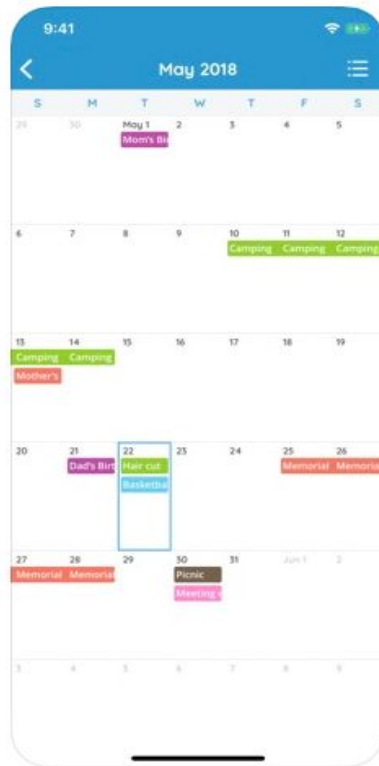 9:41
May 2018
S M T W T F S
29 30 May 1 2 3 4 5
Mom's Bi
6 7 8 9 10 11 12
Camping Camping Camping
13 14 15 16 17 18 19
Camping Camping
Mother's
20 21 22 23 24 25 26
Dad's Birt Hair cut Memorial Memoria
Basketba
27 28 29 30 31 Jun 1 2
Memorial Memorial Picnic
Meeting
3 4 5 6 7 8 9